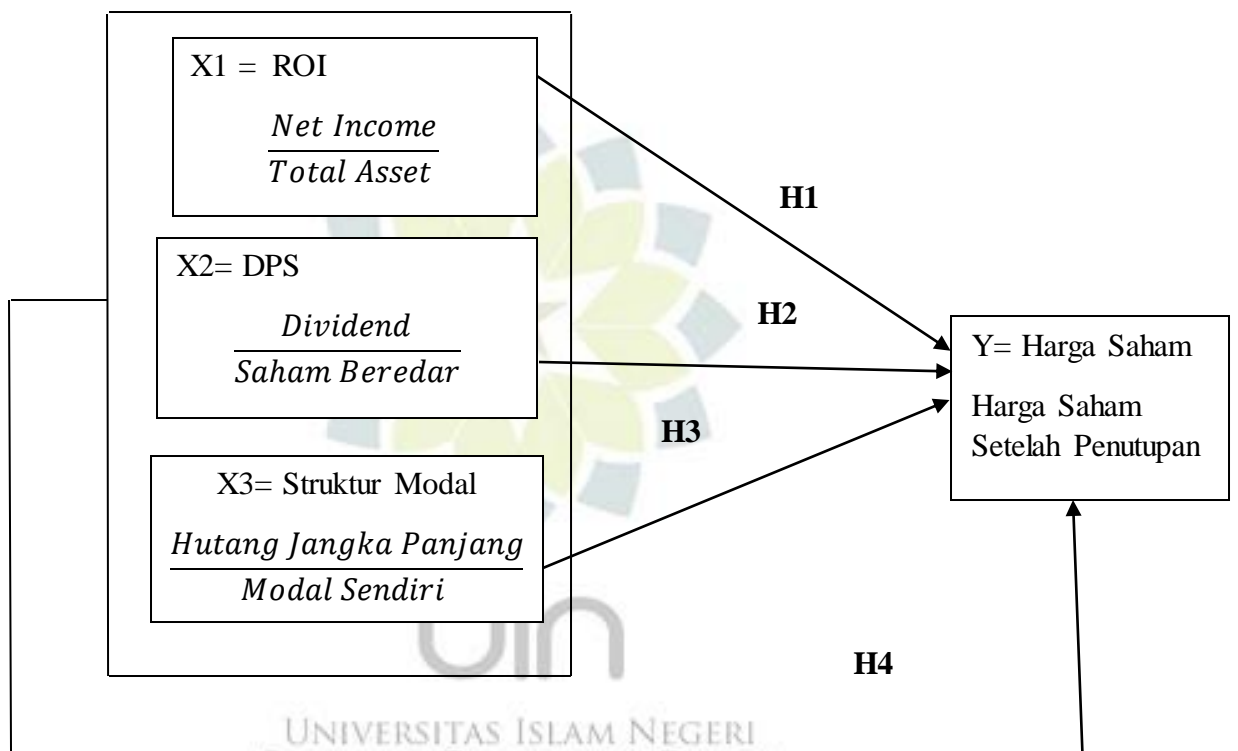 X1 = ROI
Net Income
Total Asset
H1
X2= DPS
Dividend
Saham Beredar
H2
Y= Harga Saham
Harga Saham
Setelah Penutupan
H3
X3= Struktur Modal
Hutang Jangka Panjang
Modal Sendiri
H4
uin
UNIVERSITAS ISLAM NEGERI